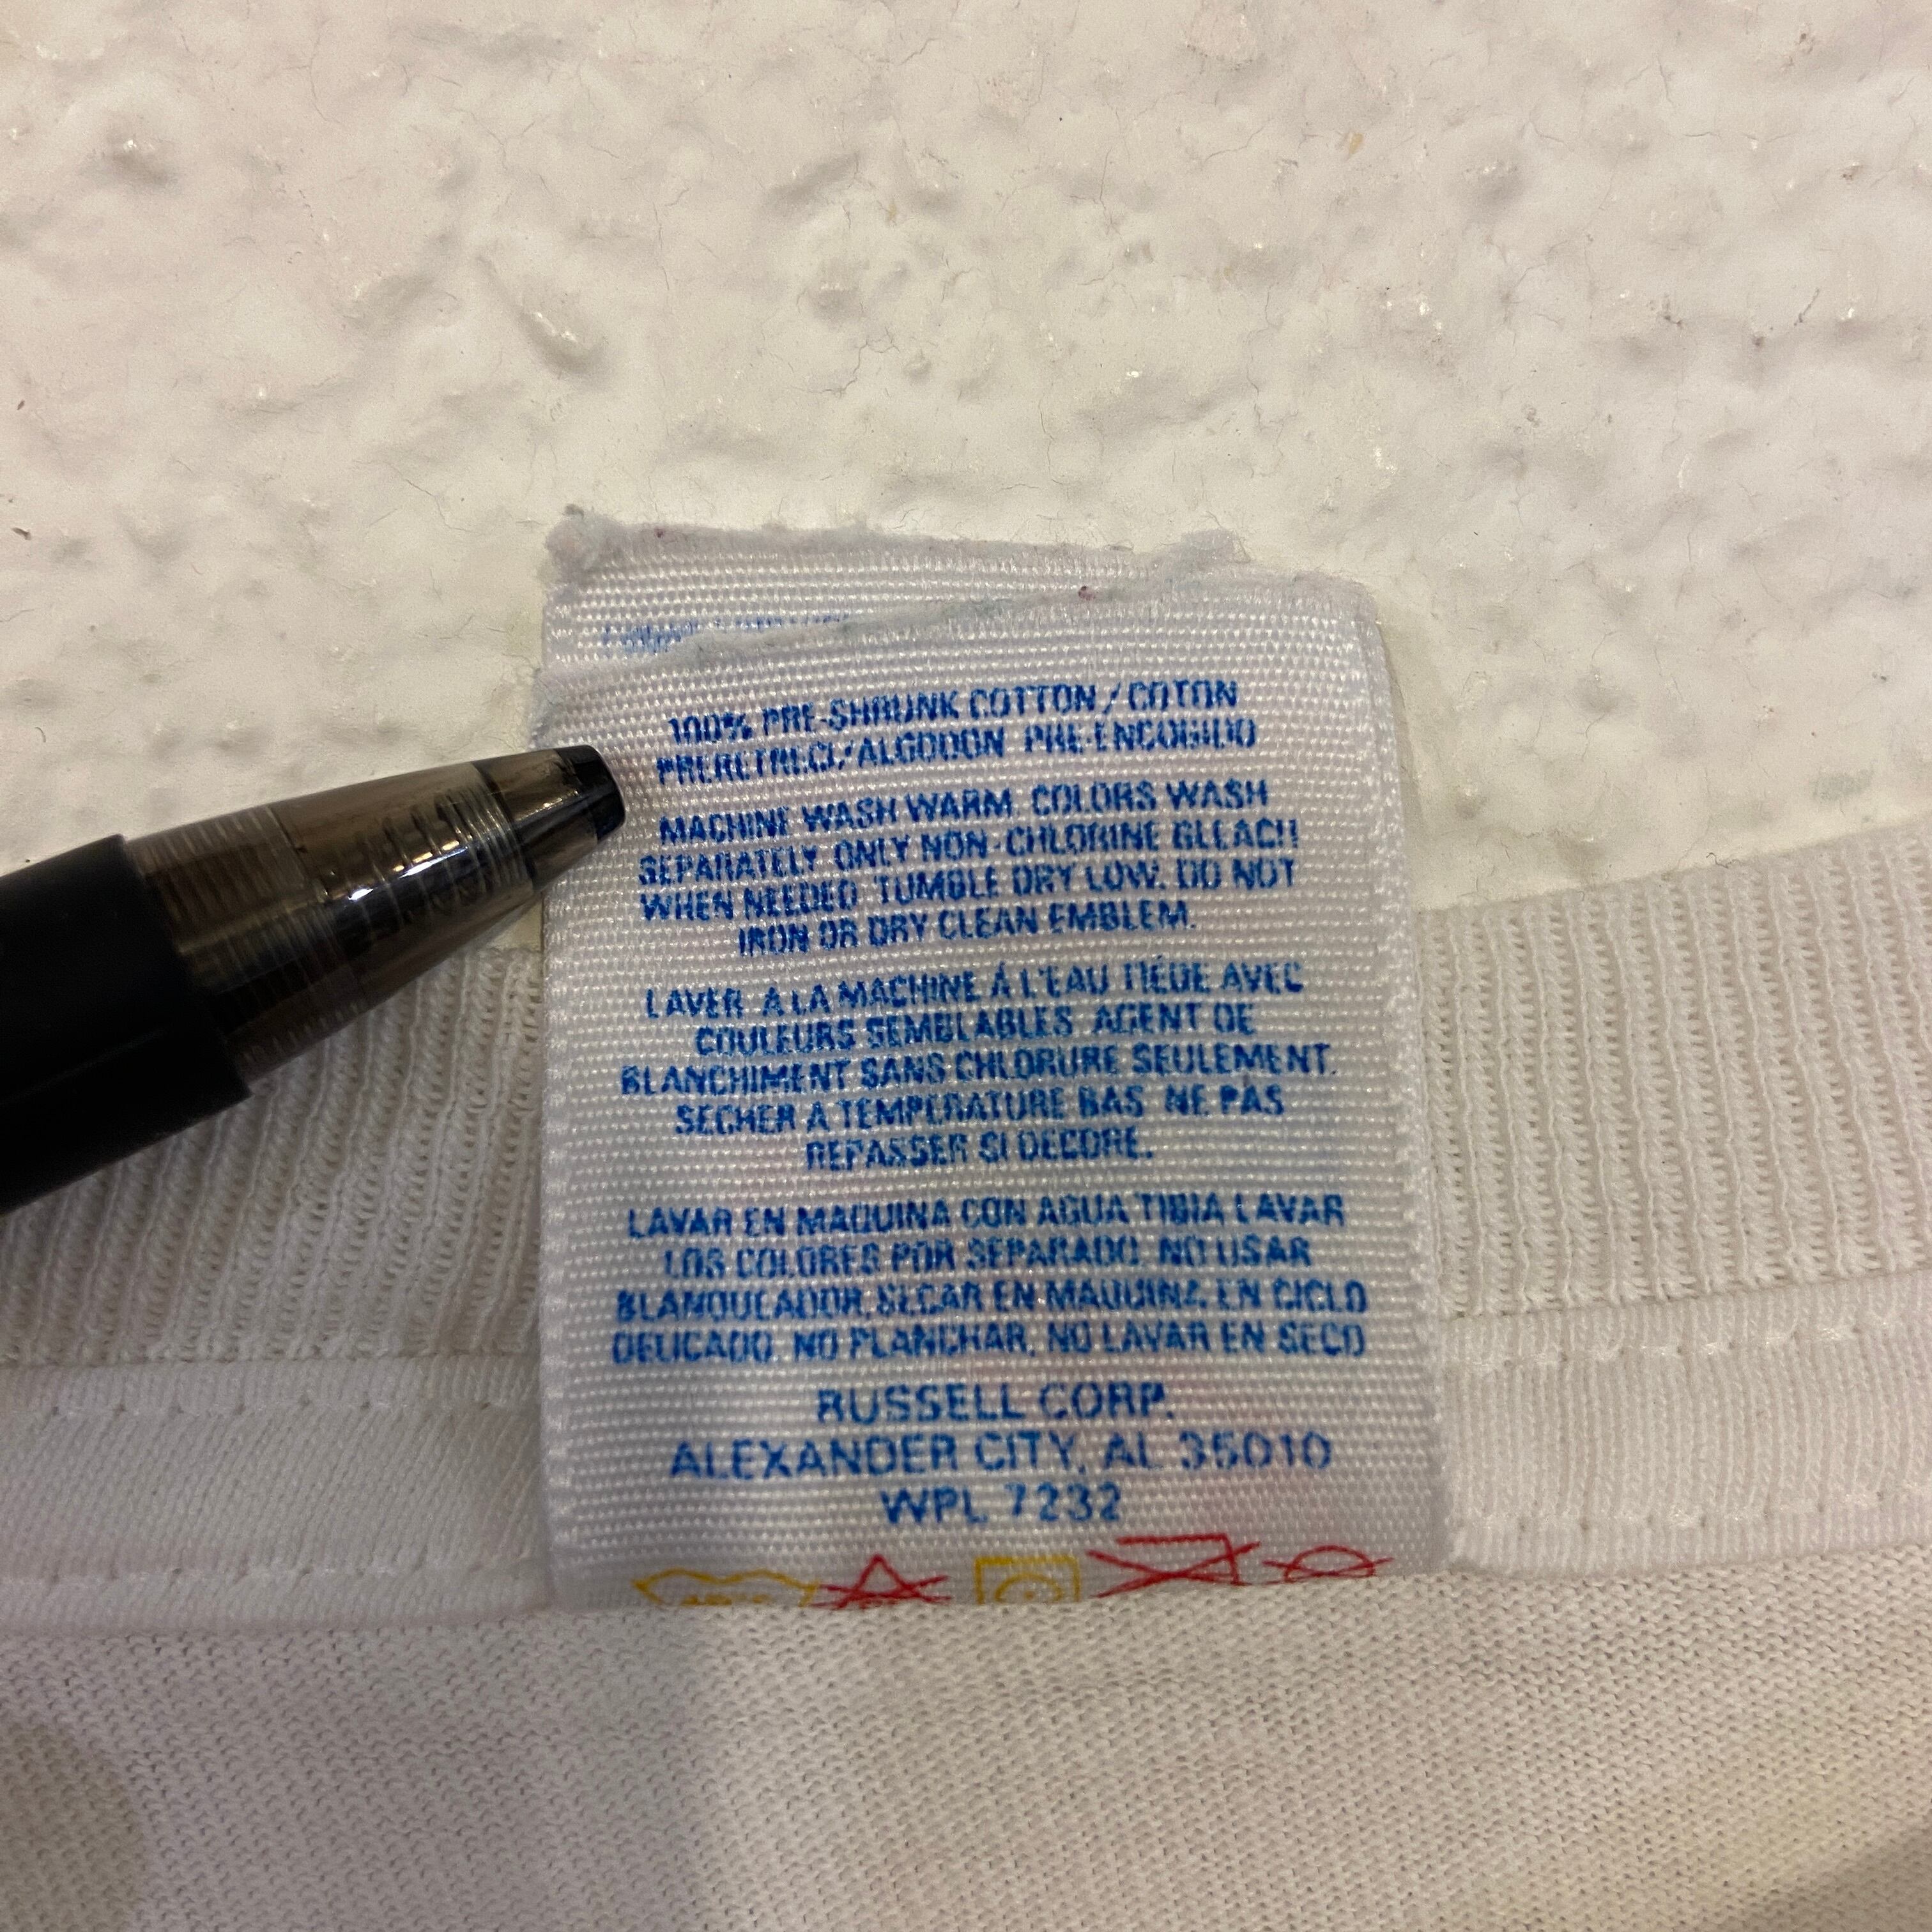 100% PRE-SHRUNK COTTON / COTON
PRERETRECI/ALGODON PRE-ENCOGIDO
MACHINE WASH WARM COLORS WASH
SEPARATELY ONLY NON-CHLORINE BLEACH
WHEN NEEDED TUMBLE DRY LOW. DO NOT
IRON OR DRY CLEAN EMBLEM.
LAVER A LA MACHINE À L'EAU TIÉDE AVEC
COULEURS SEMBLABLES AGENT DE
BLANCHIMENT SANS CHLORURE SEULEMENT.
SECHER A TEMPERATURE BAS NE PAS
REPASSER SI DECORE.
LAVAR EN MAQUINA CON AGUA TIBIA LAVAR
LOS COLORES POR SEPARADO NO USAR
BLANQUEADOR, SECAR EN MAQUINA EN CICLO
DELICADO NO PLANCHAR, NO LAVAR EN SECO
RUSSELL CORP.
ALEXANDER CITY, AL 35010
WPL 7232